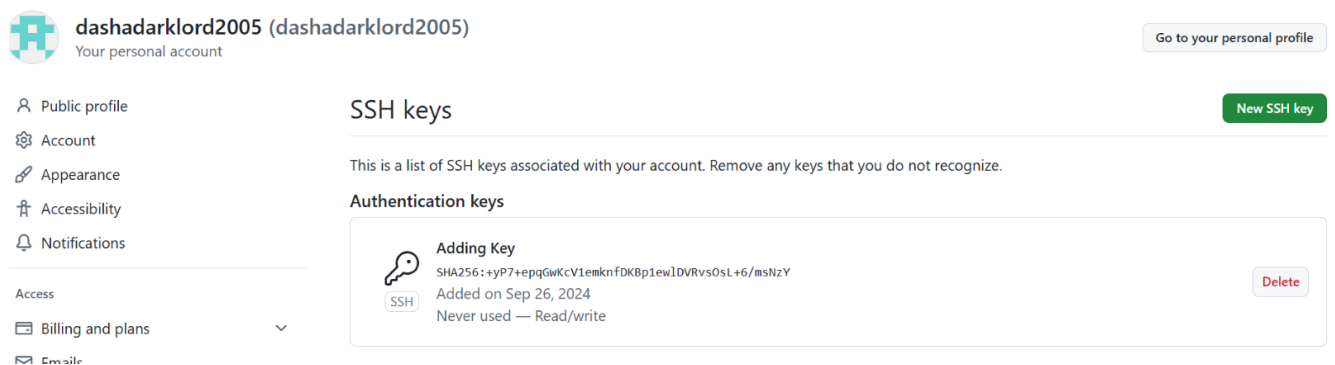 dashadarklord2005 (dashadarklord2005)
Your personal account
Go to your personal profile
Public profile
Account
Appearance
Accessibility
Notifications
Access
Billing and plans
Emails
SSH keys
New SSH key
This is a list of SSH keys associated with your account. Remove any keys that you do not recognize.
Authentication keys
SSH
Adding Key
SHA256:+yP7+epqGwKcV1emknfDKBp1ewlDVRvsOsL+6/msNzY
Added on Sep 26, 2024
Never used — Read/write
Delete